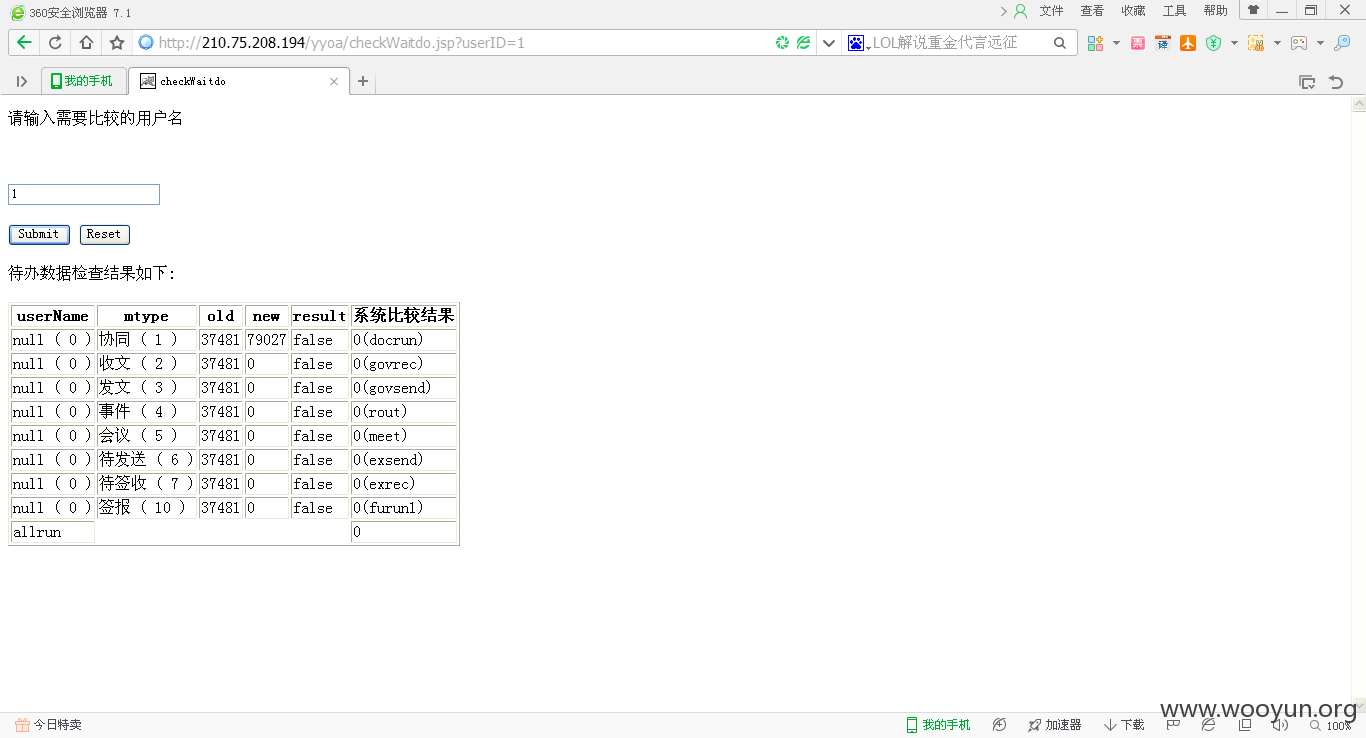 360安全浏览器 7.1 文件 查看 收藏 工具 帮助
http://210.75.208.194/yyoa/checkWaitdo.jsp?userID=1 LOL解说重金代言远征
我的手机 checkWaitdo
请输入需要比较的用户名
1
Submit Reset
待办数据检查结果如下:
userName mtype old new result 系统比较结果
null ( 0 ) 协同 ( 1 ) 37481 79027 false 0(docrun)
null ( 0 ) 收文 ( 2 ) 37481 0 false 0(govrec)
null ( 0 ) 发文 ( 3 ) 37481 0 false 0(govsend)
null ( 0 ) 事件 ( 4 ) 37481 0 false 0(rout)
null ( 0 ) 会议 ( 5 ) 37481 0 false 0(meet)
null ( 0 ) 待发送 ( 6 ) 37481 0 false 0(exsend)
null ( 0 ) 待签收 ( 7 ) 37481 0 false 0(exrec)
null ( 0 ) 签报 ( 10 ) 37481 0 false 0(furun1)
allrun 0
www.wooyun.org
今日特卖 我的手机 加速器 下载 100%